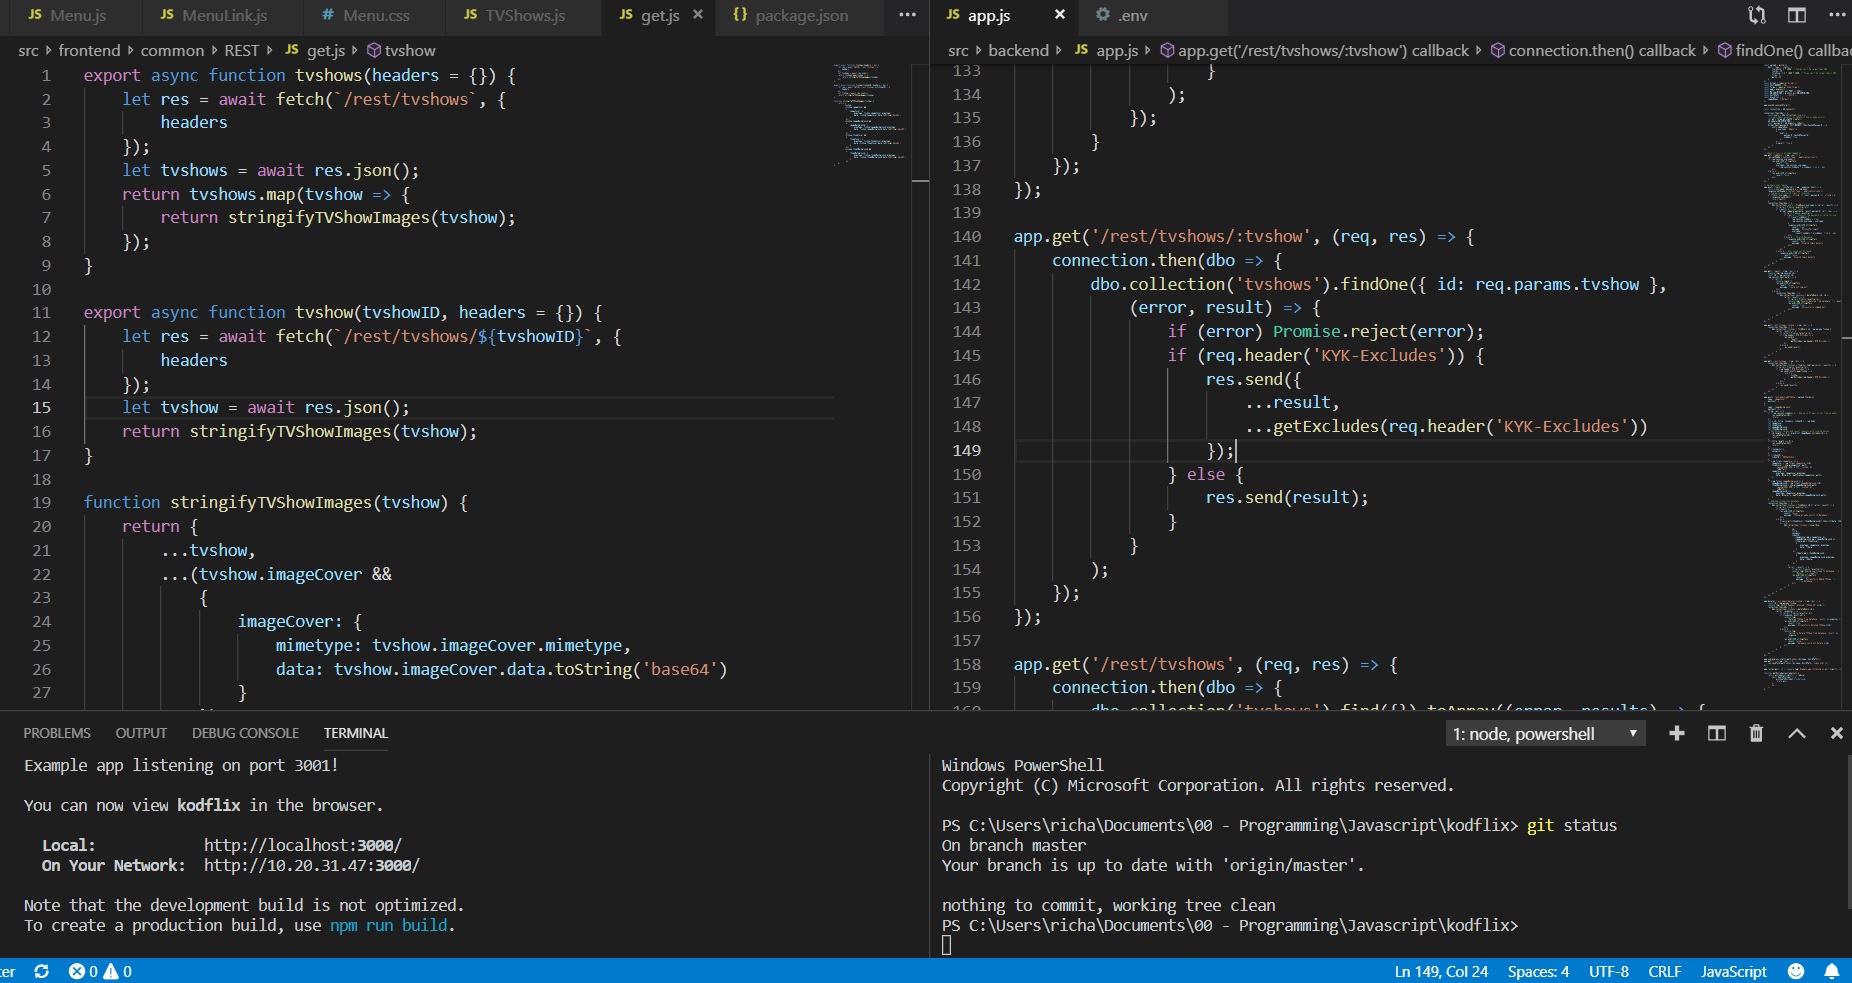 JS Menu.js JS MenuLink.js # Menu.css JS TVShows.js JS get.js × {} package.json ···
src › frontend › common › REST › JS get.js › tvshow
1 export async function tvshows(headers = {}) {
2 let res = await fetch(`/rest/tvshows`, {
3 headers
4 });
5 let tvshows = await res.json();
6 return tvshows.map(tvshow => {
7 return stringifyTVShowImages(tvshow);
8 });
9 }
10
11 export async function tvshow(tvshowID, headers = {}) {
12 let res = await fetch(`/rest/tvshows/${tvshowID}`, {
13 headers
14 });
15 let tvshow = await res.json();
16 return stringifyTVShowImages(tvshow);
17 }
18
19 function stringifyTVShowImages(tvshow) {
20 return {
21 ...tvshow,
22 ...(tvshow.imageCover &&
23 {
24 imageCover: {
25 mimetype: tvshow.imageCover.mimetype,
26 data: tvshow.imageCover.data.toString('base64')
27 }
JS app.js × .env ···
src › backend › JS app.js › app.get('/rest/tvshows/:tvshow') callback › connection.then() callback › findOne() callba
133 }
134 );
135 });
136 }
137 });
138 });
139
140 app.get('/rest/tvshows/:tvshow', (req, res) => {
141 connection.then(dbo => {
142 dbo.collection('tvshows').findOne({ id: req.params.tvshow },
143 (error, result) => {
144 if (error) Promise.reject(error);
145 if (req.header('KYK-Excludes')) {
146 res.send({
147 ...result,
148 ...getExcludes(req.header('KYK-Excludes'))
149 });
150 } else {
151 res.send(result);
152 }
153 }
154 );
155 });
156 });
157
158 app.get('/rest/tvshows', (req, res) => {
159 connection.then(dbo => {
160 dbo.collection('tvshows').find({}).toArray((error, results) => {
PROBLEMS OUTPUT DEBUG CONSOLE TERMINAL 1: node, powershell
Example app listening on port 3001!
You can now view kodflix in the browser.
Local: http://localhost:3000/
On Your Network: http://10.20.31.47:3000/
Note that the development build is not optimized.
To create a production build, use npm run build.
Windows PowerShell
Copyright (C) Microsoft Corporation. All rights reserved.
PS C:\Users\richa\Documents\00 - Programming\Javascript\kodflix> git status
On branch master
Your branch is up to date with 'origin/master'.
nothing to commit, working tree clean
PS C:\Users\richa\Documents\00 - Programming\Javascript\kodflix>
ter 0 0 Ln 149, Col 24 Spaces: 4 UTF-8 CRLF JavaScript